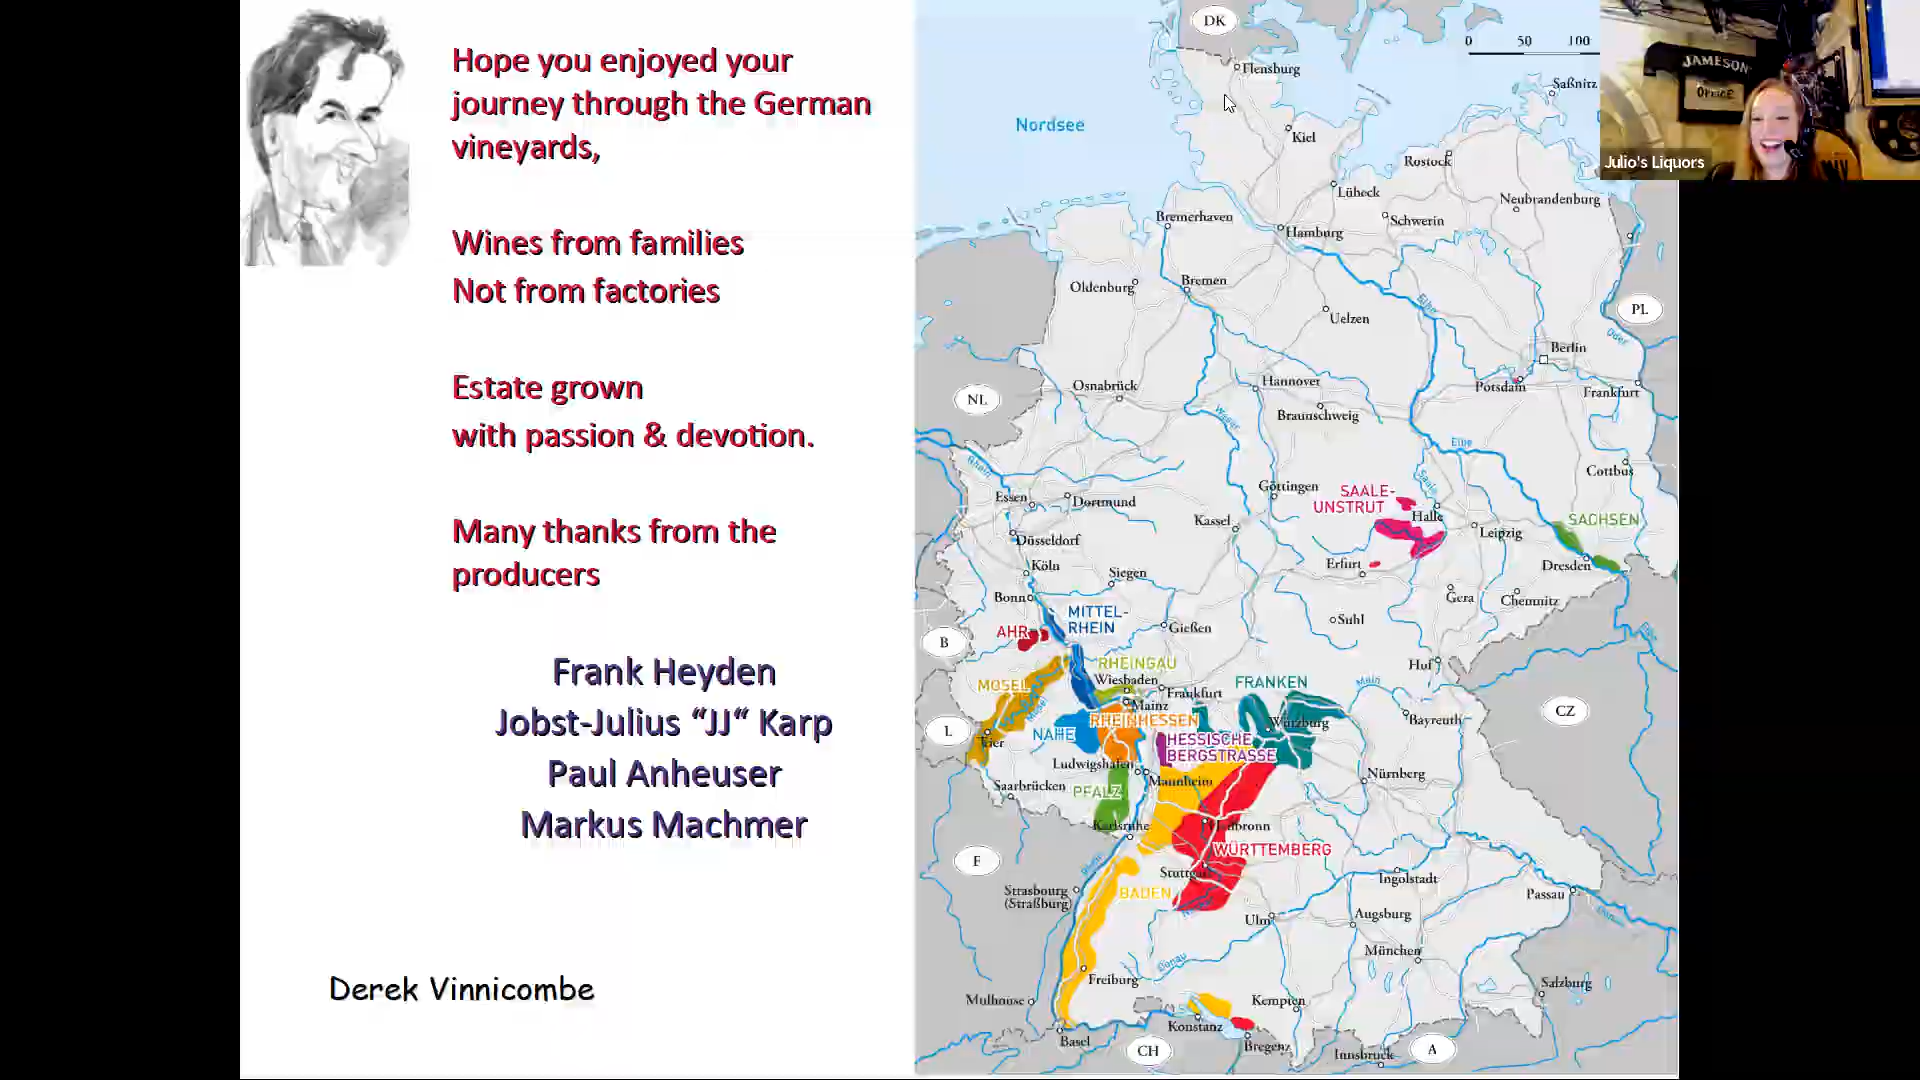 Hope you enjoyed your
journey through the German
vineyards,
Wines from families
Not from factories
Estate grown
with passion & devotion.
Many thanks from the
producers
Frank Heyden
Jobst-Julius “JJ“ Karp
Paul Anheuser
Markus Machmer
Derek Vinnicombe
DK
0 50 100
Flensburg
Saßnitz
JAMESON
OFFICE
Julio's Liquors
Nordsee
Kiel
Rostock
Lübeck
Neubrandenburg
Schwerin
Bremerhaven
Hamburg
Oldenburg
Bremen
Elbe
Uelzen
PL
Oder
Berlin
Potsdam
Frankfurt
NL
Osnabrück
Hannover
Braunschweig
Weser
Elbe
Rhein
Cottbus
Essen
Dortmund
Göttingen
SAALE-
UNSTRUT
Saale
Halle
SACHSEN
Kassel
Leipzig
Düsseldorf
Köln
Siegen
Erfurt
Dresden
Bonn
Gera
Chemnitz
AHR
MITTEL-
RHEIN
Gießen
Suhl
B
RHEINGAU
Hof
MOSEL
Mosel
Wiesbaden
Frankfurt
FRANKEN
Main
Mainz
RHEINHESSEN
Würzburg
Bayreuth
CZ
L
Trier
NAHE
HESSISCHE
BERGSTRASSE
Ludwigshafen
Mannheim
Nürnberg
Saarbrücken
PFALZ
Karlsruhe
Heilbronn
WÜRTTEMBERG
F
Rhein
Stuttgart
Ingolstadt
Strasbourg
(Straßburg)
BADEN
Passau
Ulm
Augsburg
Donau
München
Freiburg
Mulhouse
Salzburg
Konstanz
Kempten
Basel
CH
Bregenz
Innsbruck
A